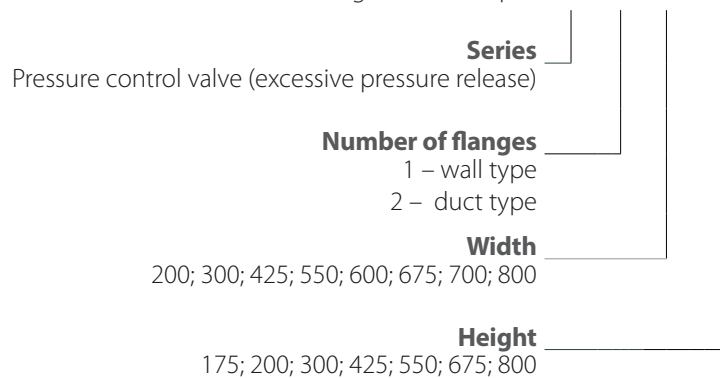 Series
Pressure control valve (excessive pressure release)
Number of flanges
1 – wall type
2 – duct type
Width
200; 300; 425; 550; 600; 675; 700; 800
Height
175; 200; 300; 425; 550; 675; 800